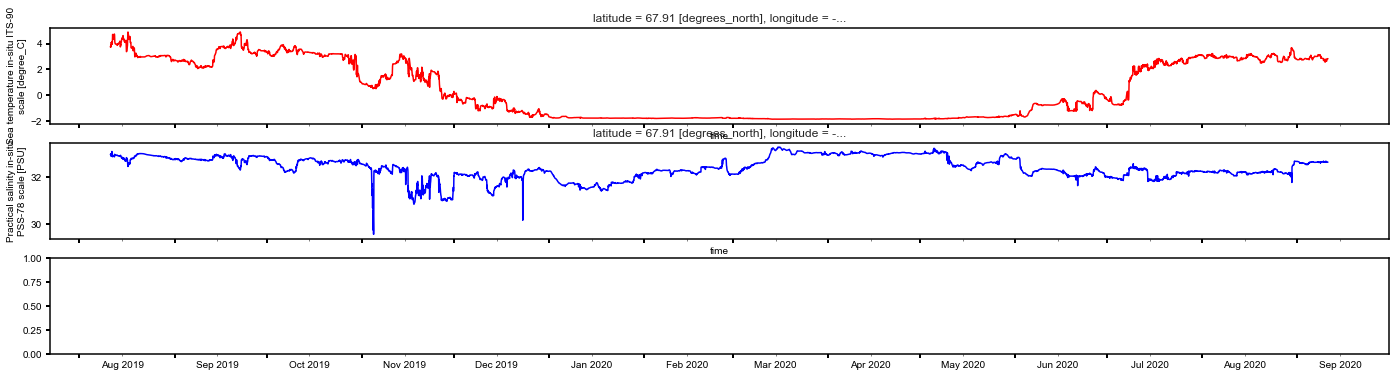 latitude = 67.91 [degrees_north], longitude = -...
Sea temperature in-situ ITS-90
scale [degree_C]
4
2
0
−2
time
latitude = 67.91 [degrees_north], longitude = -...
Practical salinity in-situ
PSS-78 scale [PSU]
32
30
time
1.00
0.75
0.50
0.25
0.00
Aug 2019 Sep 2019 Oct 2019 Nov 2019 Dec 2019 Jan 2020 Feb 2020 Mar 2020 Apr 2020 May 2020 Jun 2020 Jul 2020 Aug 2020 Sep 2020